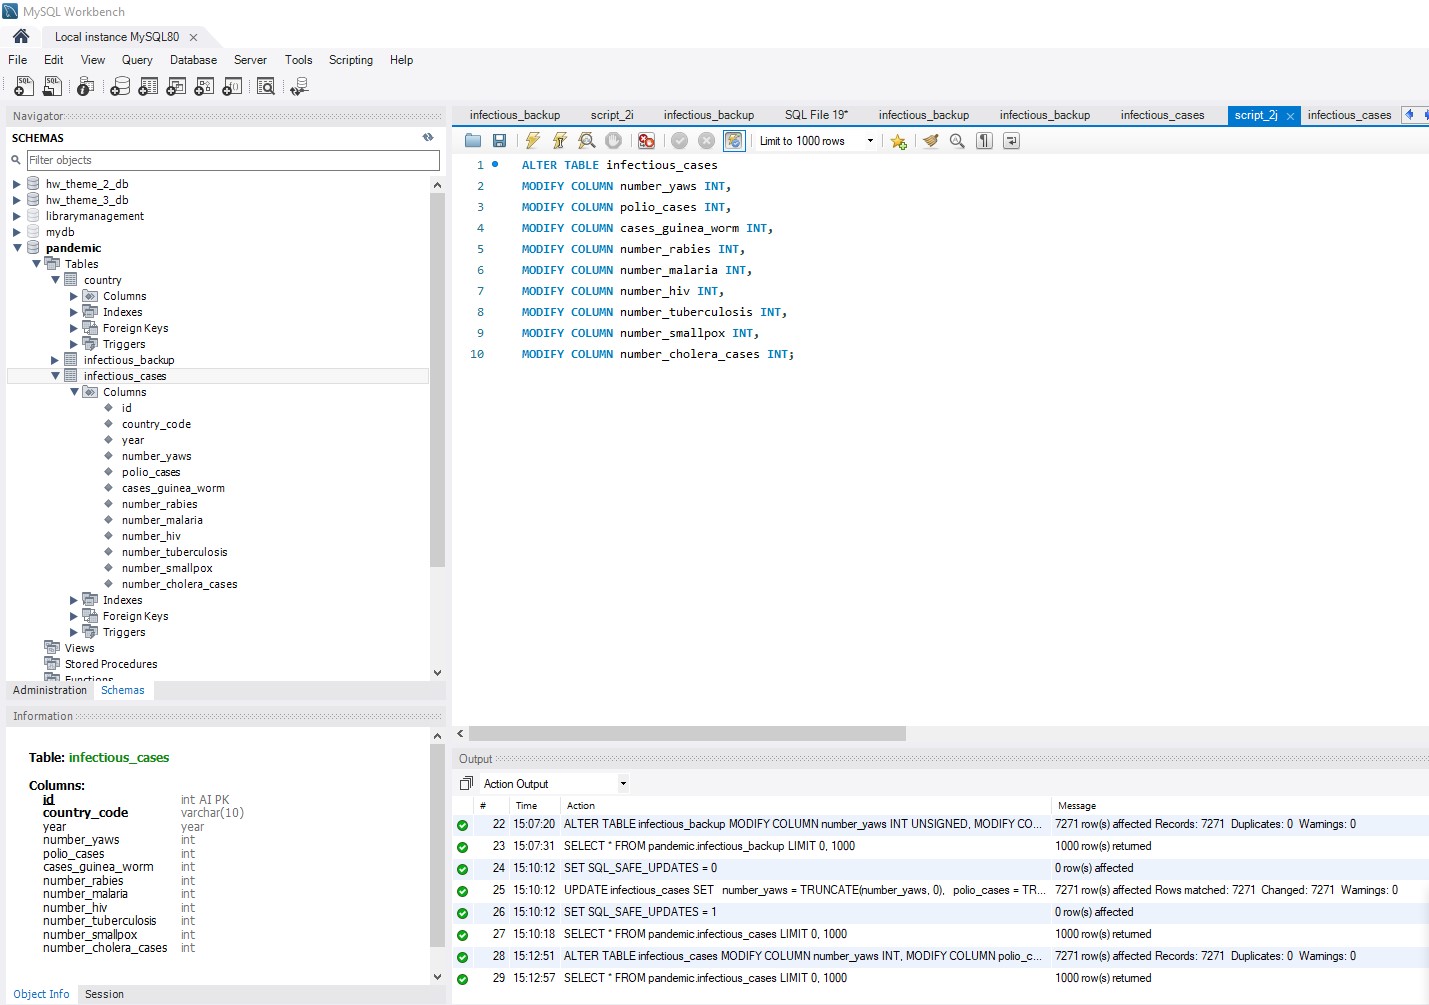 MySQL Workbench
Local instance MySQL80
File Edit View Query Database Server Tools Scripting Help
Navigator
SCHEMAS
Filter objects
hw_theme_2_db
hw_theme_3_db
librarymanagement
mydb
pandemic
Tables
country
Columns
Indexes
Foreign Keys
Triggers
infectious_backup
infectious_cases
Columns
id
country_code
year
number_yaws
polio_cases
cases_guinea_worm
number_rabies
number_malaria
number_hiv
number_tuberculosis
number_smallpox
number_cholera_cases
Indexes
Foreign Keys
Triggers
Views
Stored Procedures
Functions
Administration Schemas
Information
Table: infectious_cases
Columns:
id int AI PK
country_code varchar(10)
year year
number_yaws int
polio_cases int
cases_guinea_worm int
number_rabies int
number_malaria int
number_hiv int
number_tuberculosis int
number_smallpox int
number_cholera_cases int
Object Info Session
infectious_backup script_2i infectious_backup SQL File 19* infectious_backup infectious_backup infectious_cases script_2j infectious_cases
Limit to 1000 rows
1 ALTER TABLE infectious_cases
2 MODIFY COLUMN number_yaws INT,
3 MODIFY COLUMN polio_cases INT,
4 MODIFY COLUMN cases_guinea_worm INT,
5 MODIFY COLUMN number_rabies INT,
6 MODIFY COLUMN number_malaria INT,
7 MODIFY COLUMN number_hiv INT,
8 MODIFY COLUMN number_tuberculosis INT,
9 MODIFY COLUMN number_smallpox INT,
10 MODIFY COLUMN number_cholera_cases INT;
Output
Action Output
# Time Action Message
22 15:07:20 ALTER TABLE infectious_backup MODIFY COLUMN number_yaws INT UNSIGNED, MODIFY CO... 7271 row(s) affected Records: 7271 Duplicates: 0 Warnings: 0
23 15:07:31 SELECT * FROM pandemic.infectious_backup LIMIT 0, 1000 1000 row(s) returned
24 15:10:12 SET SQL_SAFE_UPDATES = 0 0 row(s) affected
25 15:10:12 UPDATE infectious_cases SET number_yaws = TRUNCATE(number_yaws, 0), polio_cases = TR... 7271 row(s) affected Rows matched: 7271 Changed: 7271 Warnings: 0
26 15:10:12 SET SQL_SAFE_UPDATES = 1 0 row(s) affected
27 15:10:18 SELECT * FROM pandemic.infectious_cases LIMIT 0, 1000 1000 row(s) returned
28 15:12:51 ALTER TABLE infectious_cases MODIFY COLUMN number_yaws INT, MODIFY COLUMN polio_c... 7271 row(s) affected Records: 7271 Duplicates: 0 Warnings: 0
29 15:12:57 SELECT * FROM pandemic.infectious_cases LIMIT 0, 1000 1000 row(s) returned